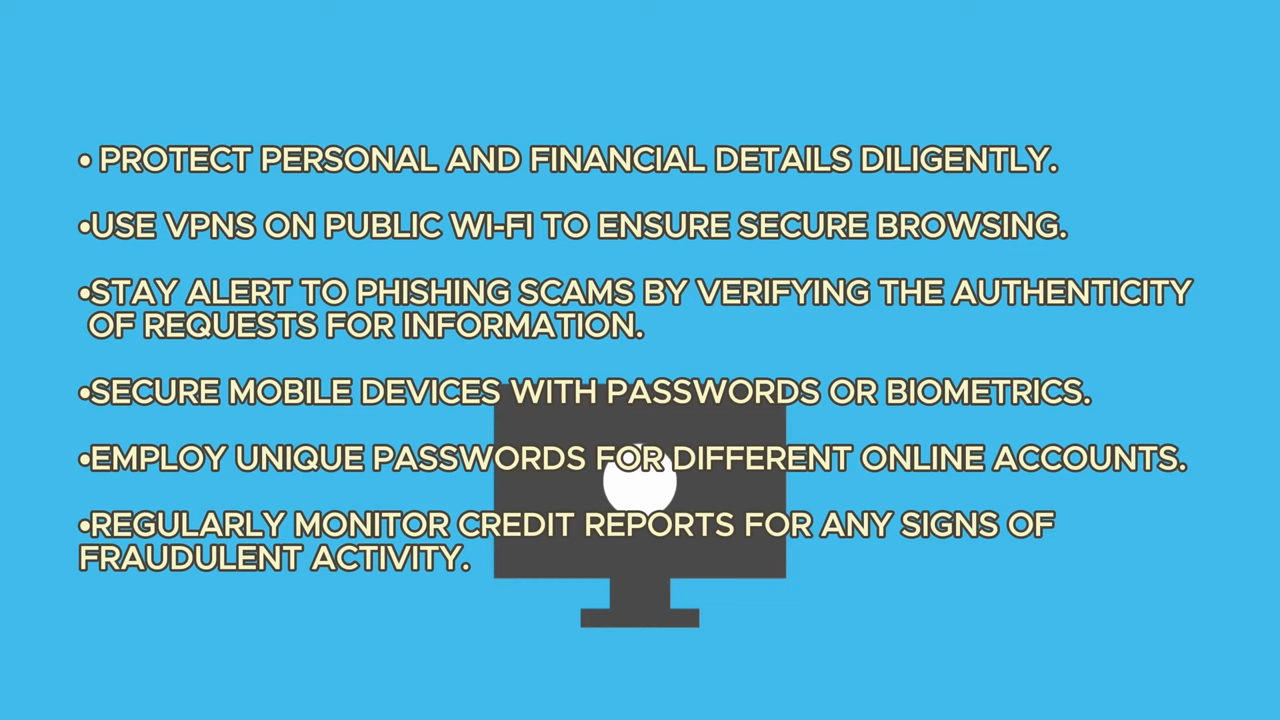 • PROTECT PERSONAL AND FINANCIAL DETAILS DILIGENTLY.
•USE VPNS ON PUBLIC WI-FI TO ENSURE SECURE BROWSING.
•STAY ALERT TO PHISHING SCAMS BY VERIFYING THE AUTHENTICITY
OF REQUESTS FOR INFORMATION.
•SECURE MOBILE DEVICES WITH PASSWORDS OR BIOMETRICS.
•EMPLOY UNIQUE PASSWORDS FOR DIFFERENT ONLINE ACCOUNTS.
•REGULARLY MONITOR CREDIT REPORTS FOR ANY SIGNS OF
FRAUDULENT ACTIVITY.